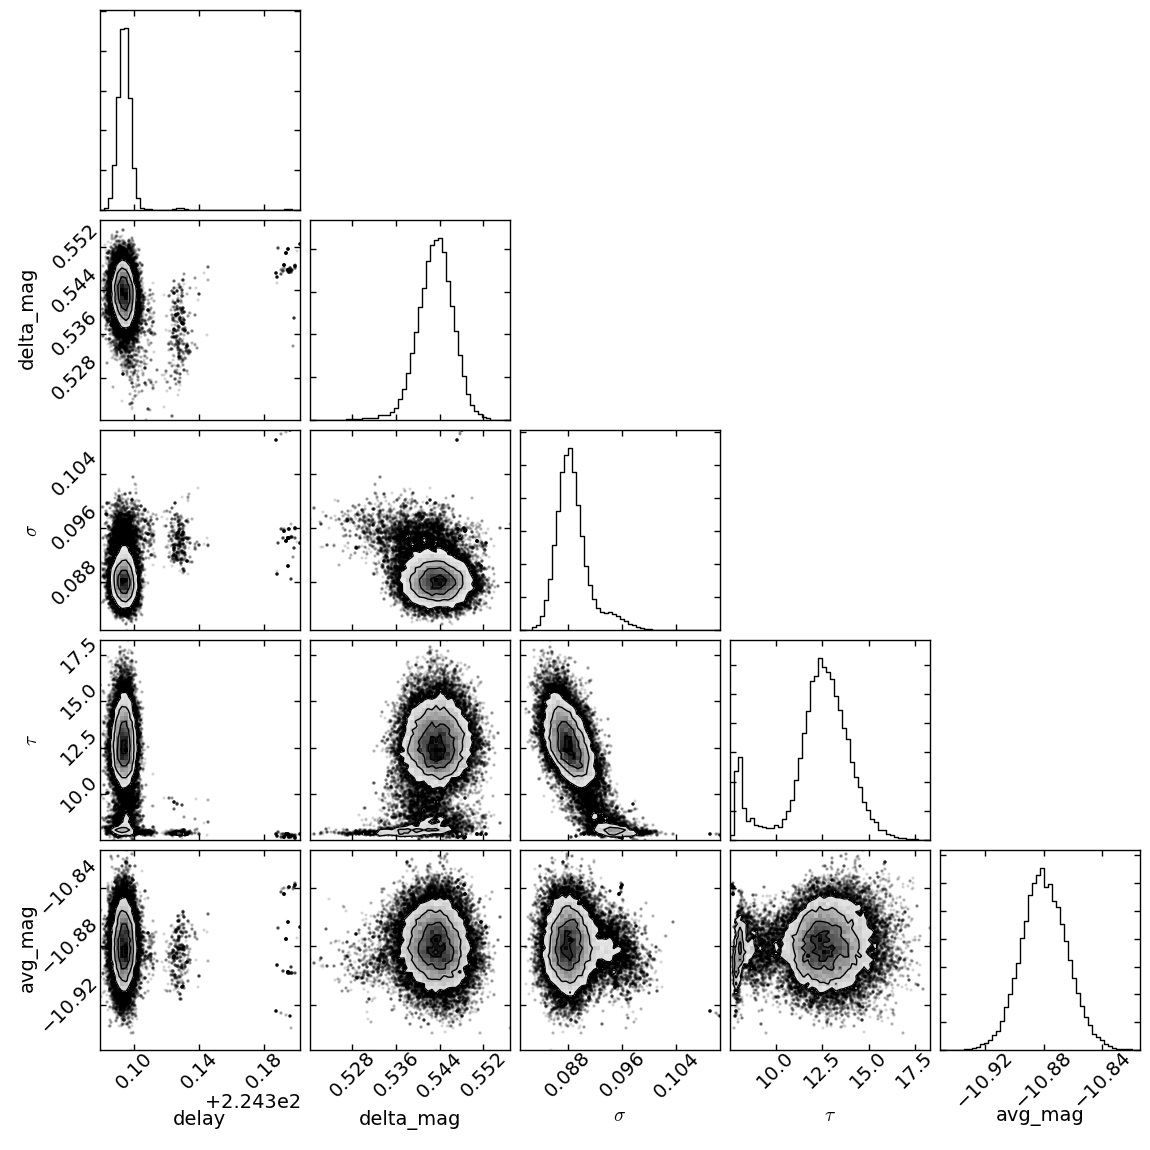 0.552
0.544
0.536
0.528
delta_mag
0.104
0.096
0.088
σ
17.5
15.0
12.5
10.0
τ
−10.84
−10.88
−10.92
avg_mag
0.10 0.14 0.18
+2.243e2
delay
0.528 0.536 0.544 0.552
delta_mag
0.088 0.096 0.104
σ
10.0 12.5 15.0 17.5
τ
−10.92 −10.88 −10.84
avg_mag